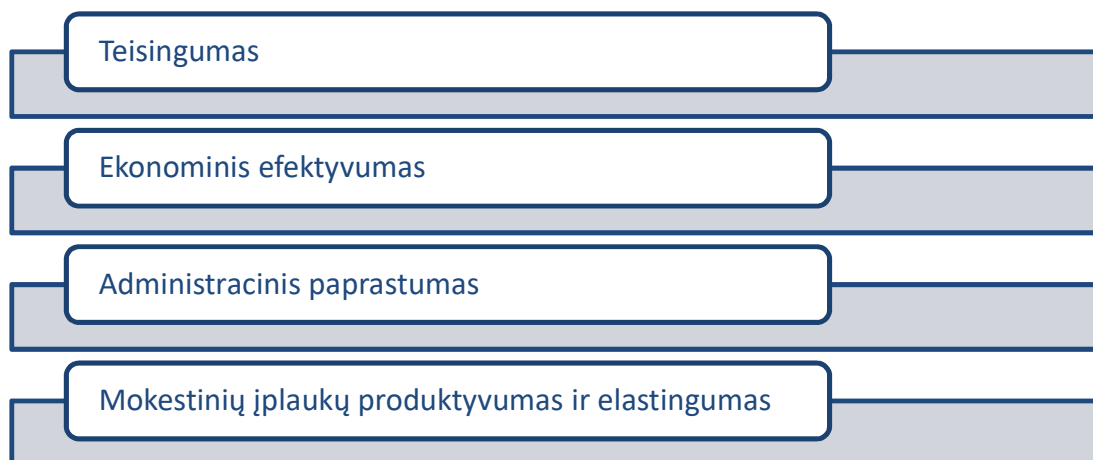 Teisingumas
Ekonominis efektyvumas
Administracinis paprastumas
Mokestinių įplaukų produktyvumas ir elastingumas